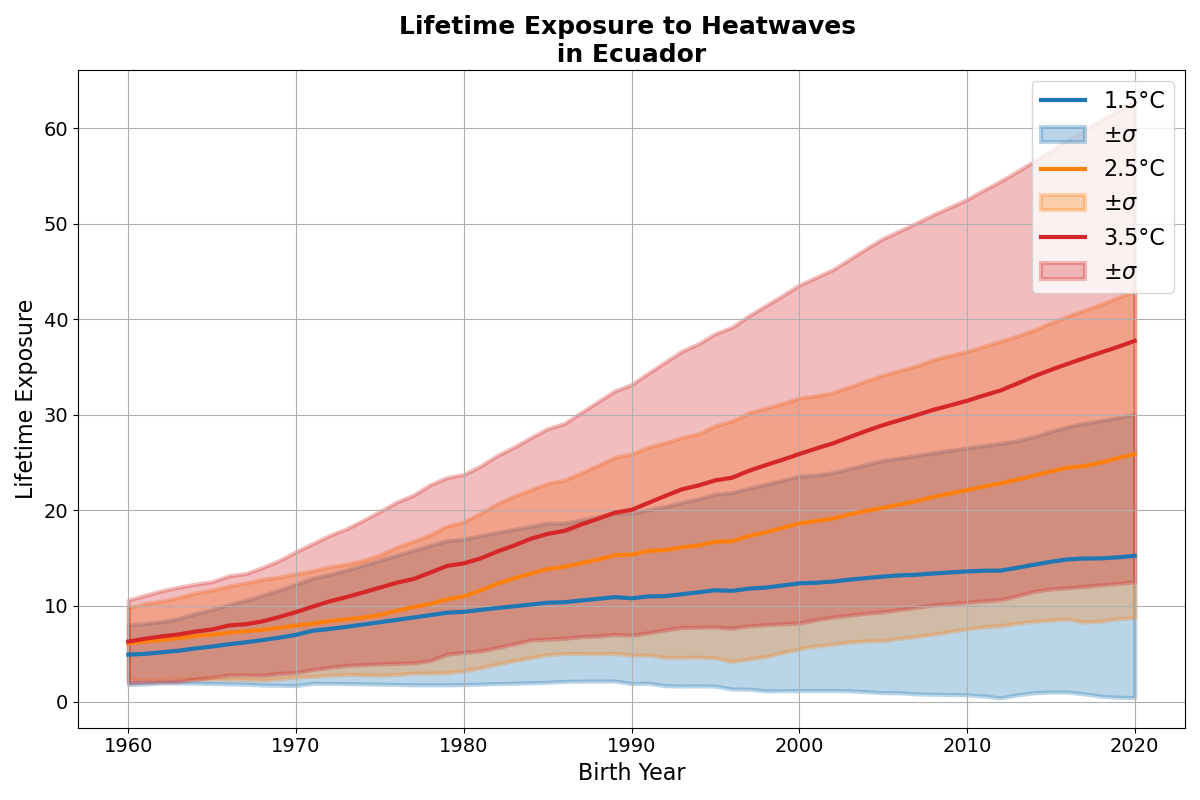 Lifetime Exposure to Heatwaves
in Ecuador
Lifetime Exposure
60
50
40
30
20
10
0
1960
1970
1980
1990
2000
2010
2020
Birth Year
1.5°C
±σ
2.5°C
±σ
3.5°C
±σ